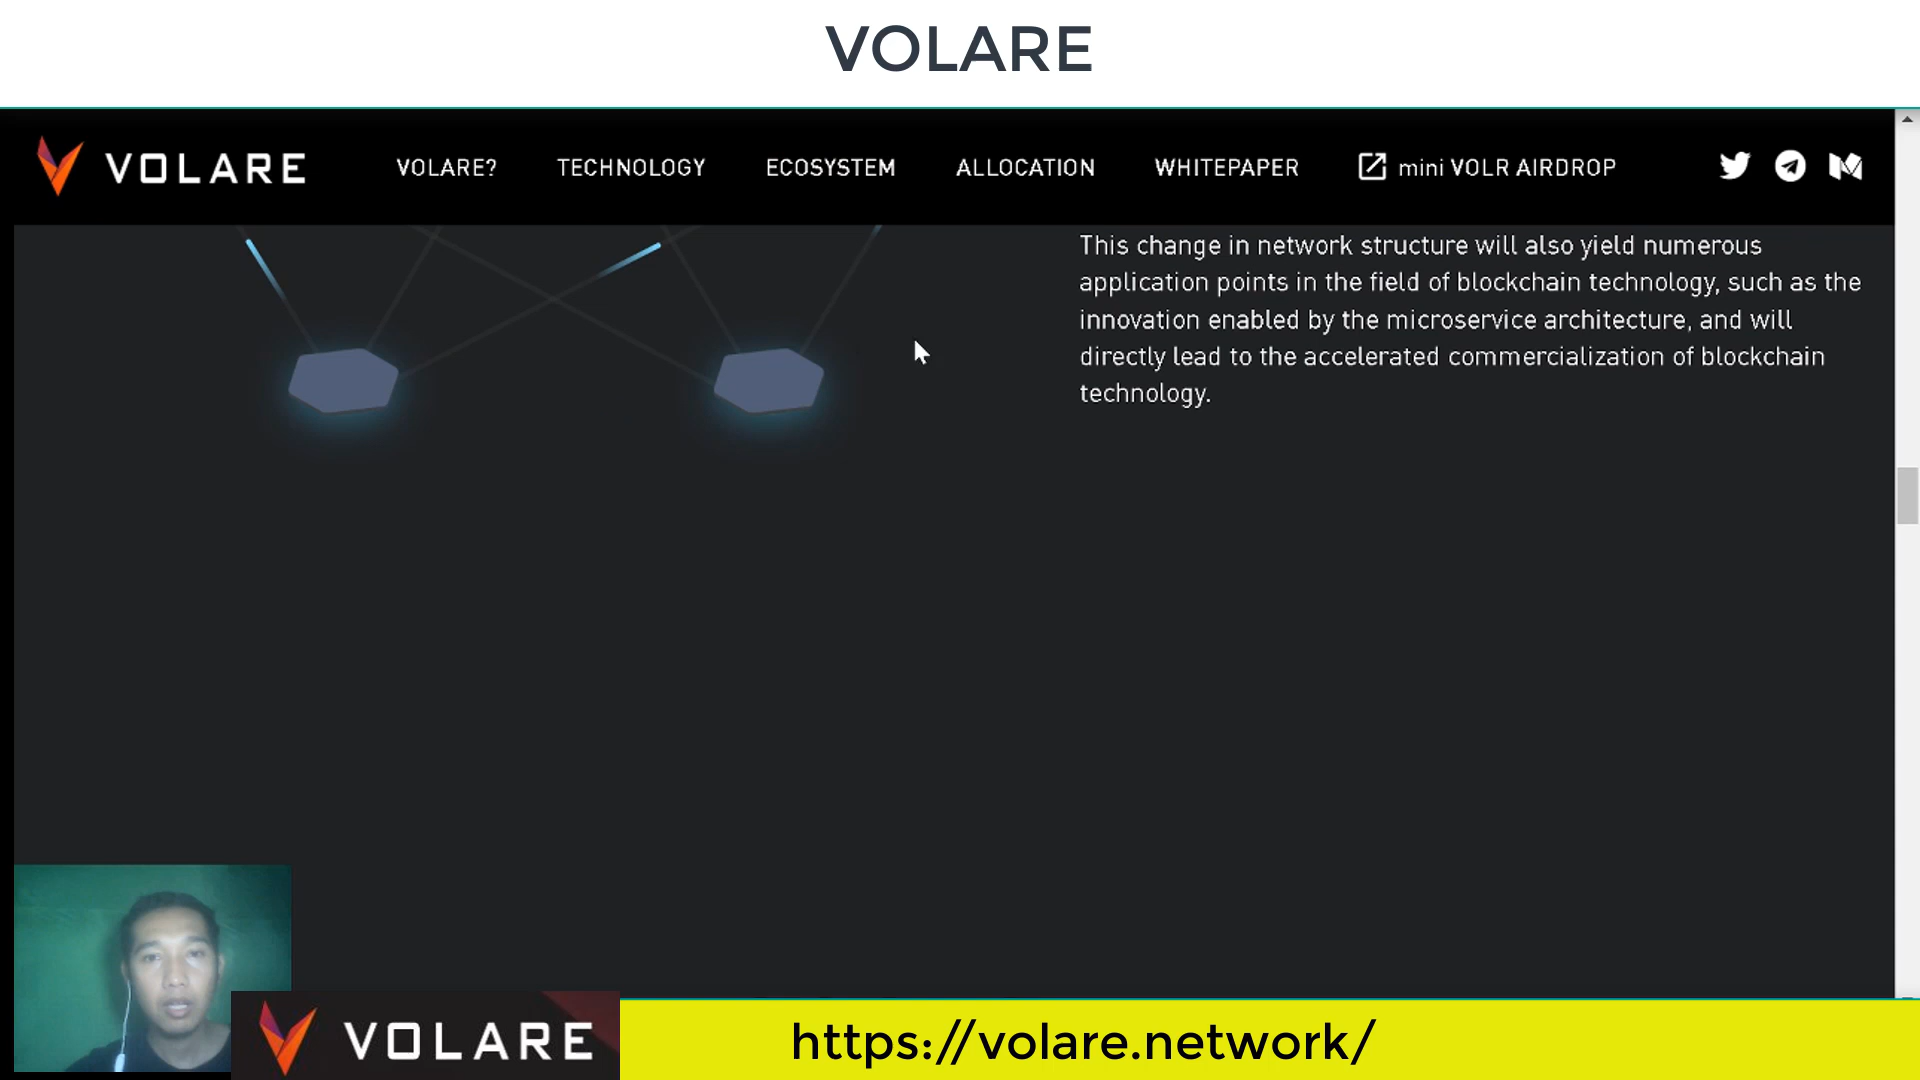 VOLARE
VOLARE VOLARE? TECHNOLOGY ECOSYSTEM ALLOCATION WHITEPAPER mini VOLR AIRDROP
This change in network structure will also yield numerous
application points in the field of blockchain technology, such as the
innovation enabled by the microservice architecture, and will
directly lead to the accelerated commercialization of blockchain
technology.
VOLARE
https://volare.network/